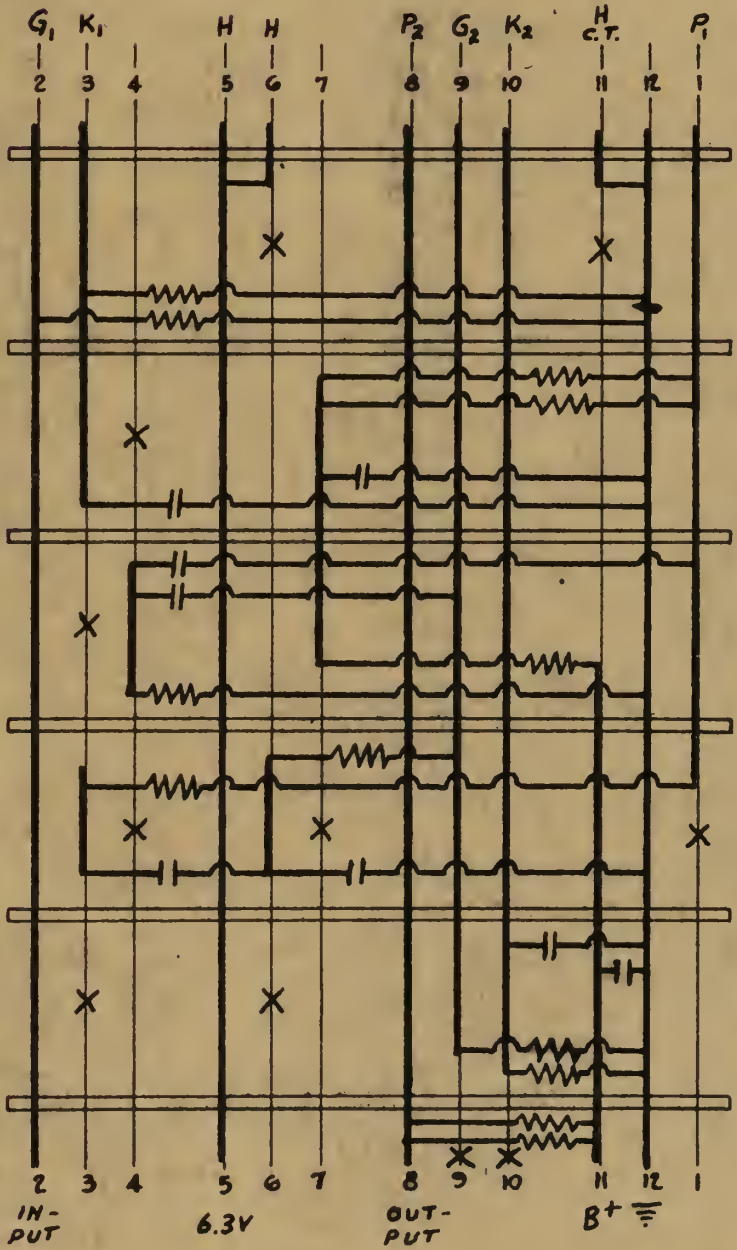 G₁ K₁ H H P₂ G₂ K₂ H C.T. P₁
2 3 4 5 6 7 8 9 10 11 12 1
2 3 4 5 6 7 8 9 10 11 12 1
IN-
PUT
6.3V
OUT-
PUT
B+